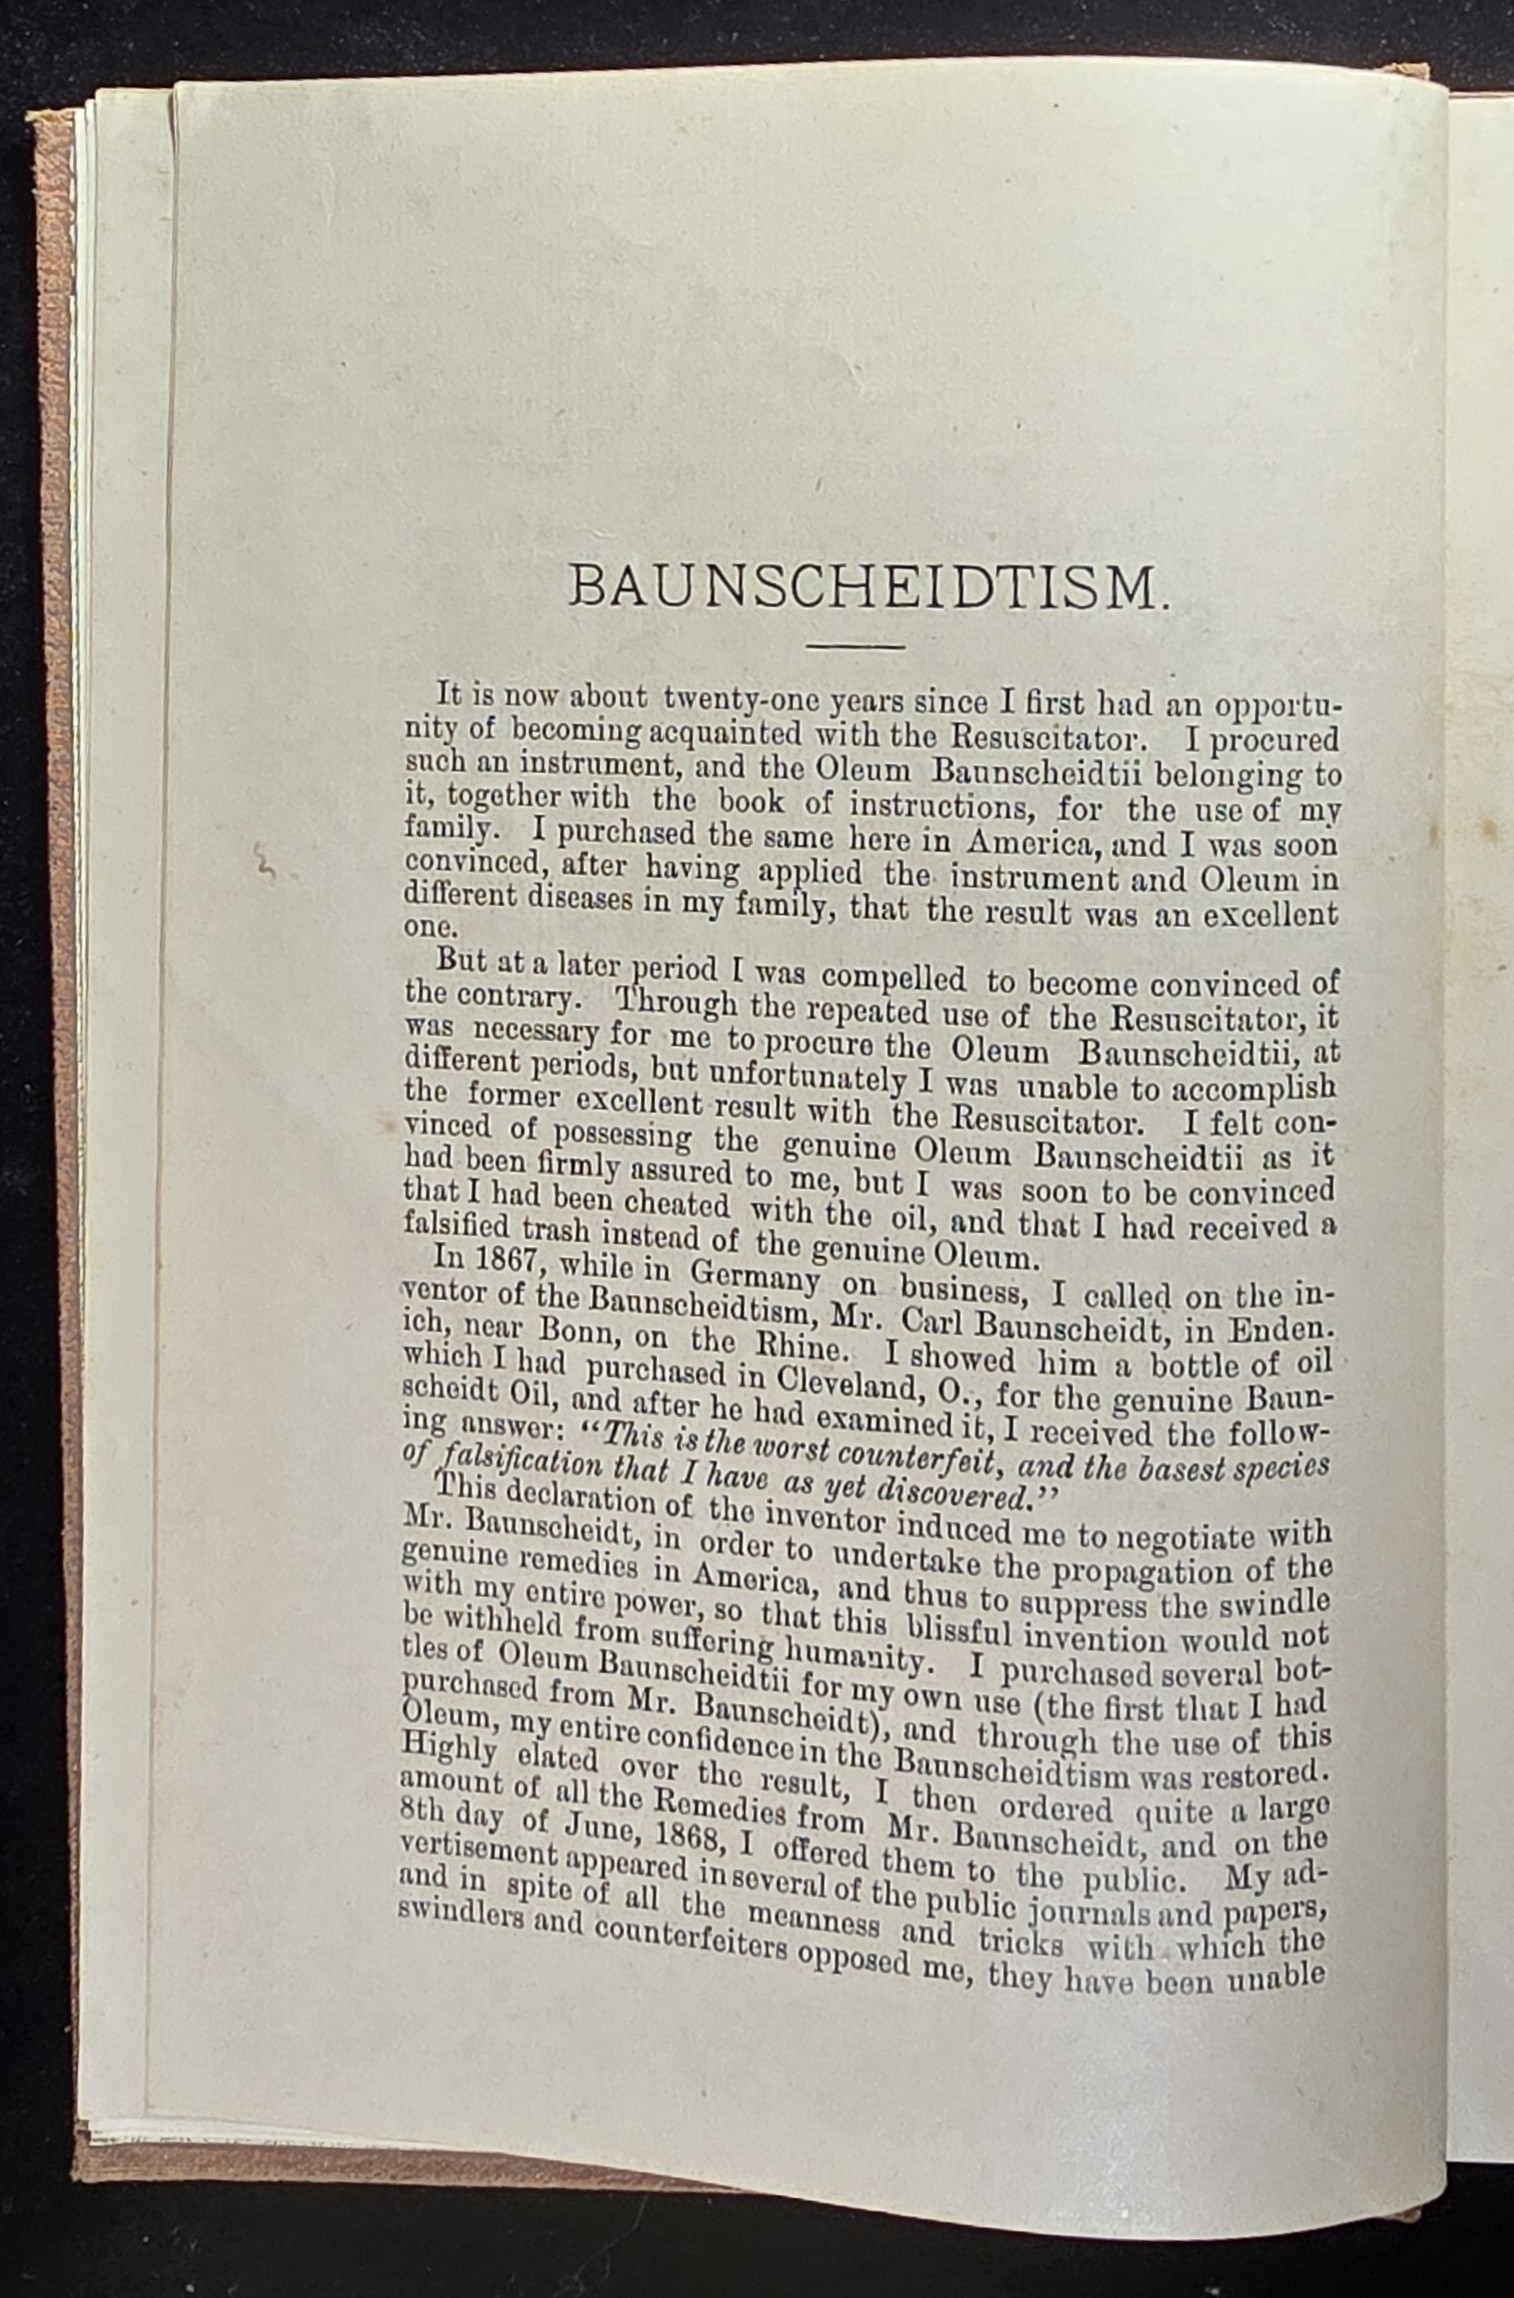 BAUNSCHEIDTISM.
It is now about twenty-one years since I first had an opportu-
nity of becoming acquainted with the Resuscitator. I procured
such an instrument, and the Oleum Baunscheidtii belonging to
it, together with the book of instructions, for the use of my
family. I purchased the same here in America, and I was soon
convinced, after having applied the instrument and Oleum in
different diseases in my family, that the result was an excellent
one.
But at a later period I was compelled to become convinced of
the contrary. Through the repeated use of the Resuscitator, it
was necessary for me to procure the Oleum Baunscheidtii, at
different periods, but unfortunately I was unable to accomplish
the former excellent result with the Resuscitator. I felt con-
vinced of possessing the genuine Oleum Baunscheidtii as it
had been firmly assured to me, but I was soon to be convinced
that I had been cheated with the oil, and that I had received a
falsified trash instead of the genuine Oleum.
In 1867, while in Germany on business, I called on the in-
ventor of the Baunscheidtism, Mr. Carl Baunscheidt, in Enden.
ich, near Bonn, on the Rhine. I showed him a bottle of oil
which I had purchased in Cleveland, O., for the genuine Baun-
scheidt Oil, and after he had examined it, I received the follow-
ing answer: "This is the worst counterfeit, and the basest species
of falsification that I have as yet discovered."
This declaration of the inventor induced me to negotiate with
Mr. Baunscheidt, in order to undertake the propagation of the
genuine remedies in America, and thus to suppress the swindle
with my entire power, so that this blissful invention would not
be withheld from suffering humanity. I purchased several bot-
tles of Oleum Baunscheidtii for my own use (the first that I had
purchased from Mr. Baunscheidt), and through the use of this
Oleum, my entire confidence in the Baunscheidtism was restored.
Highly elated over the result, I then ordered quite a large
amount of all the Remedies from Mr. Baunscheidt, and on the
8th day of June, 1868, I offered them to the public. My ad-
vertisement appeared in several of the public journals and papers,
and in spite of all the meanness and tricks with which the
swindlers and counterfeiters opposed me, they have been unable